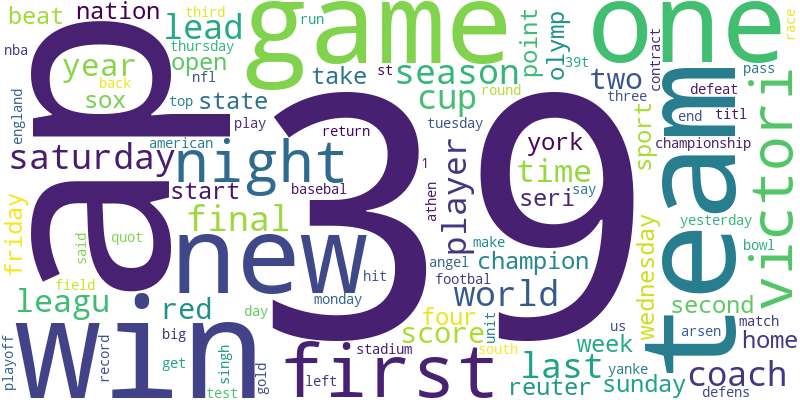 beat
nation
third
run
game
one
race
lead
nba
thursday
year
open
nfl
back
sox
top
state
take
st
season
point
olymp
39t
two
contract
pass
cup
round
three
defeat
england
ap
play
39
tuesday
end
titl
team
victori
american
return
york
sport
championship
saturday
night
1
player
time
say
start
basebal
athen
seri
friday
said
quot
final
new
hit
angel
make
footbal
champion
yesterday
wednesday
bowl
field
leagu
red
day
monday
world
second
win
big
four
score
unit
us
arsen
match
home
playoff
record
get
singh
gold
test
first
left
stadium
south
last
week
reuter
sunday
yanke
coach
defens